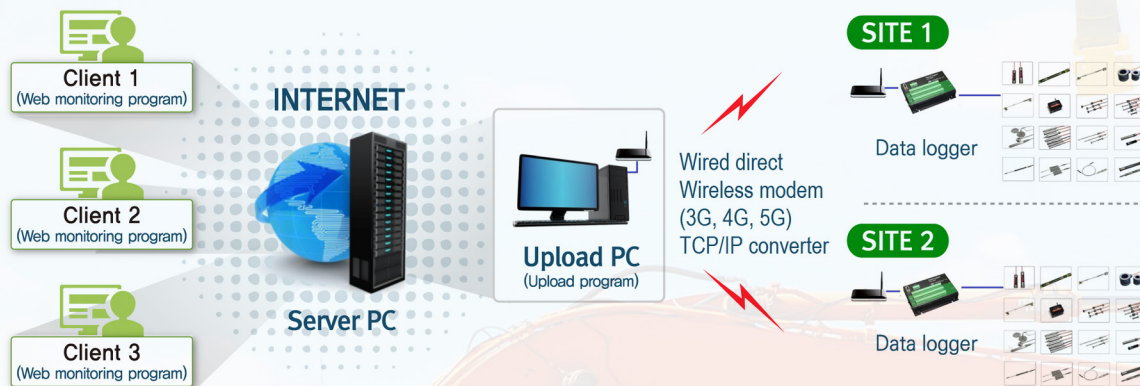 Client 1
(Web monitoring program)
Client 2
(Web monitoring program)
Client 3
(Web monitoring program)
INTERNET
Server PC
Upload PC
(Upload program)
Wired direct
Wireless modem
(3G, 4G, 5G)
TCP/IP converter
SITE 1
Data logger
SITE 2
Data logger